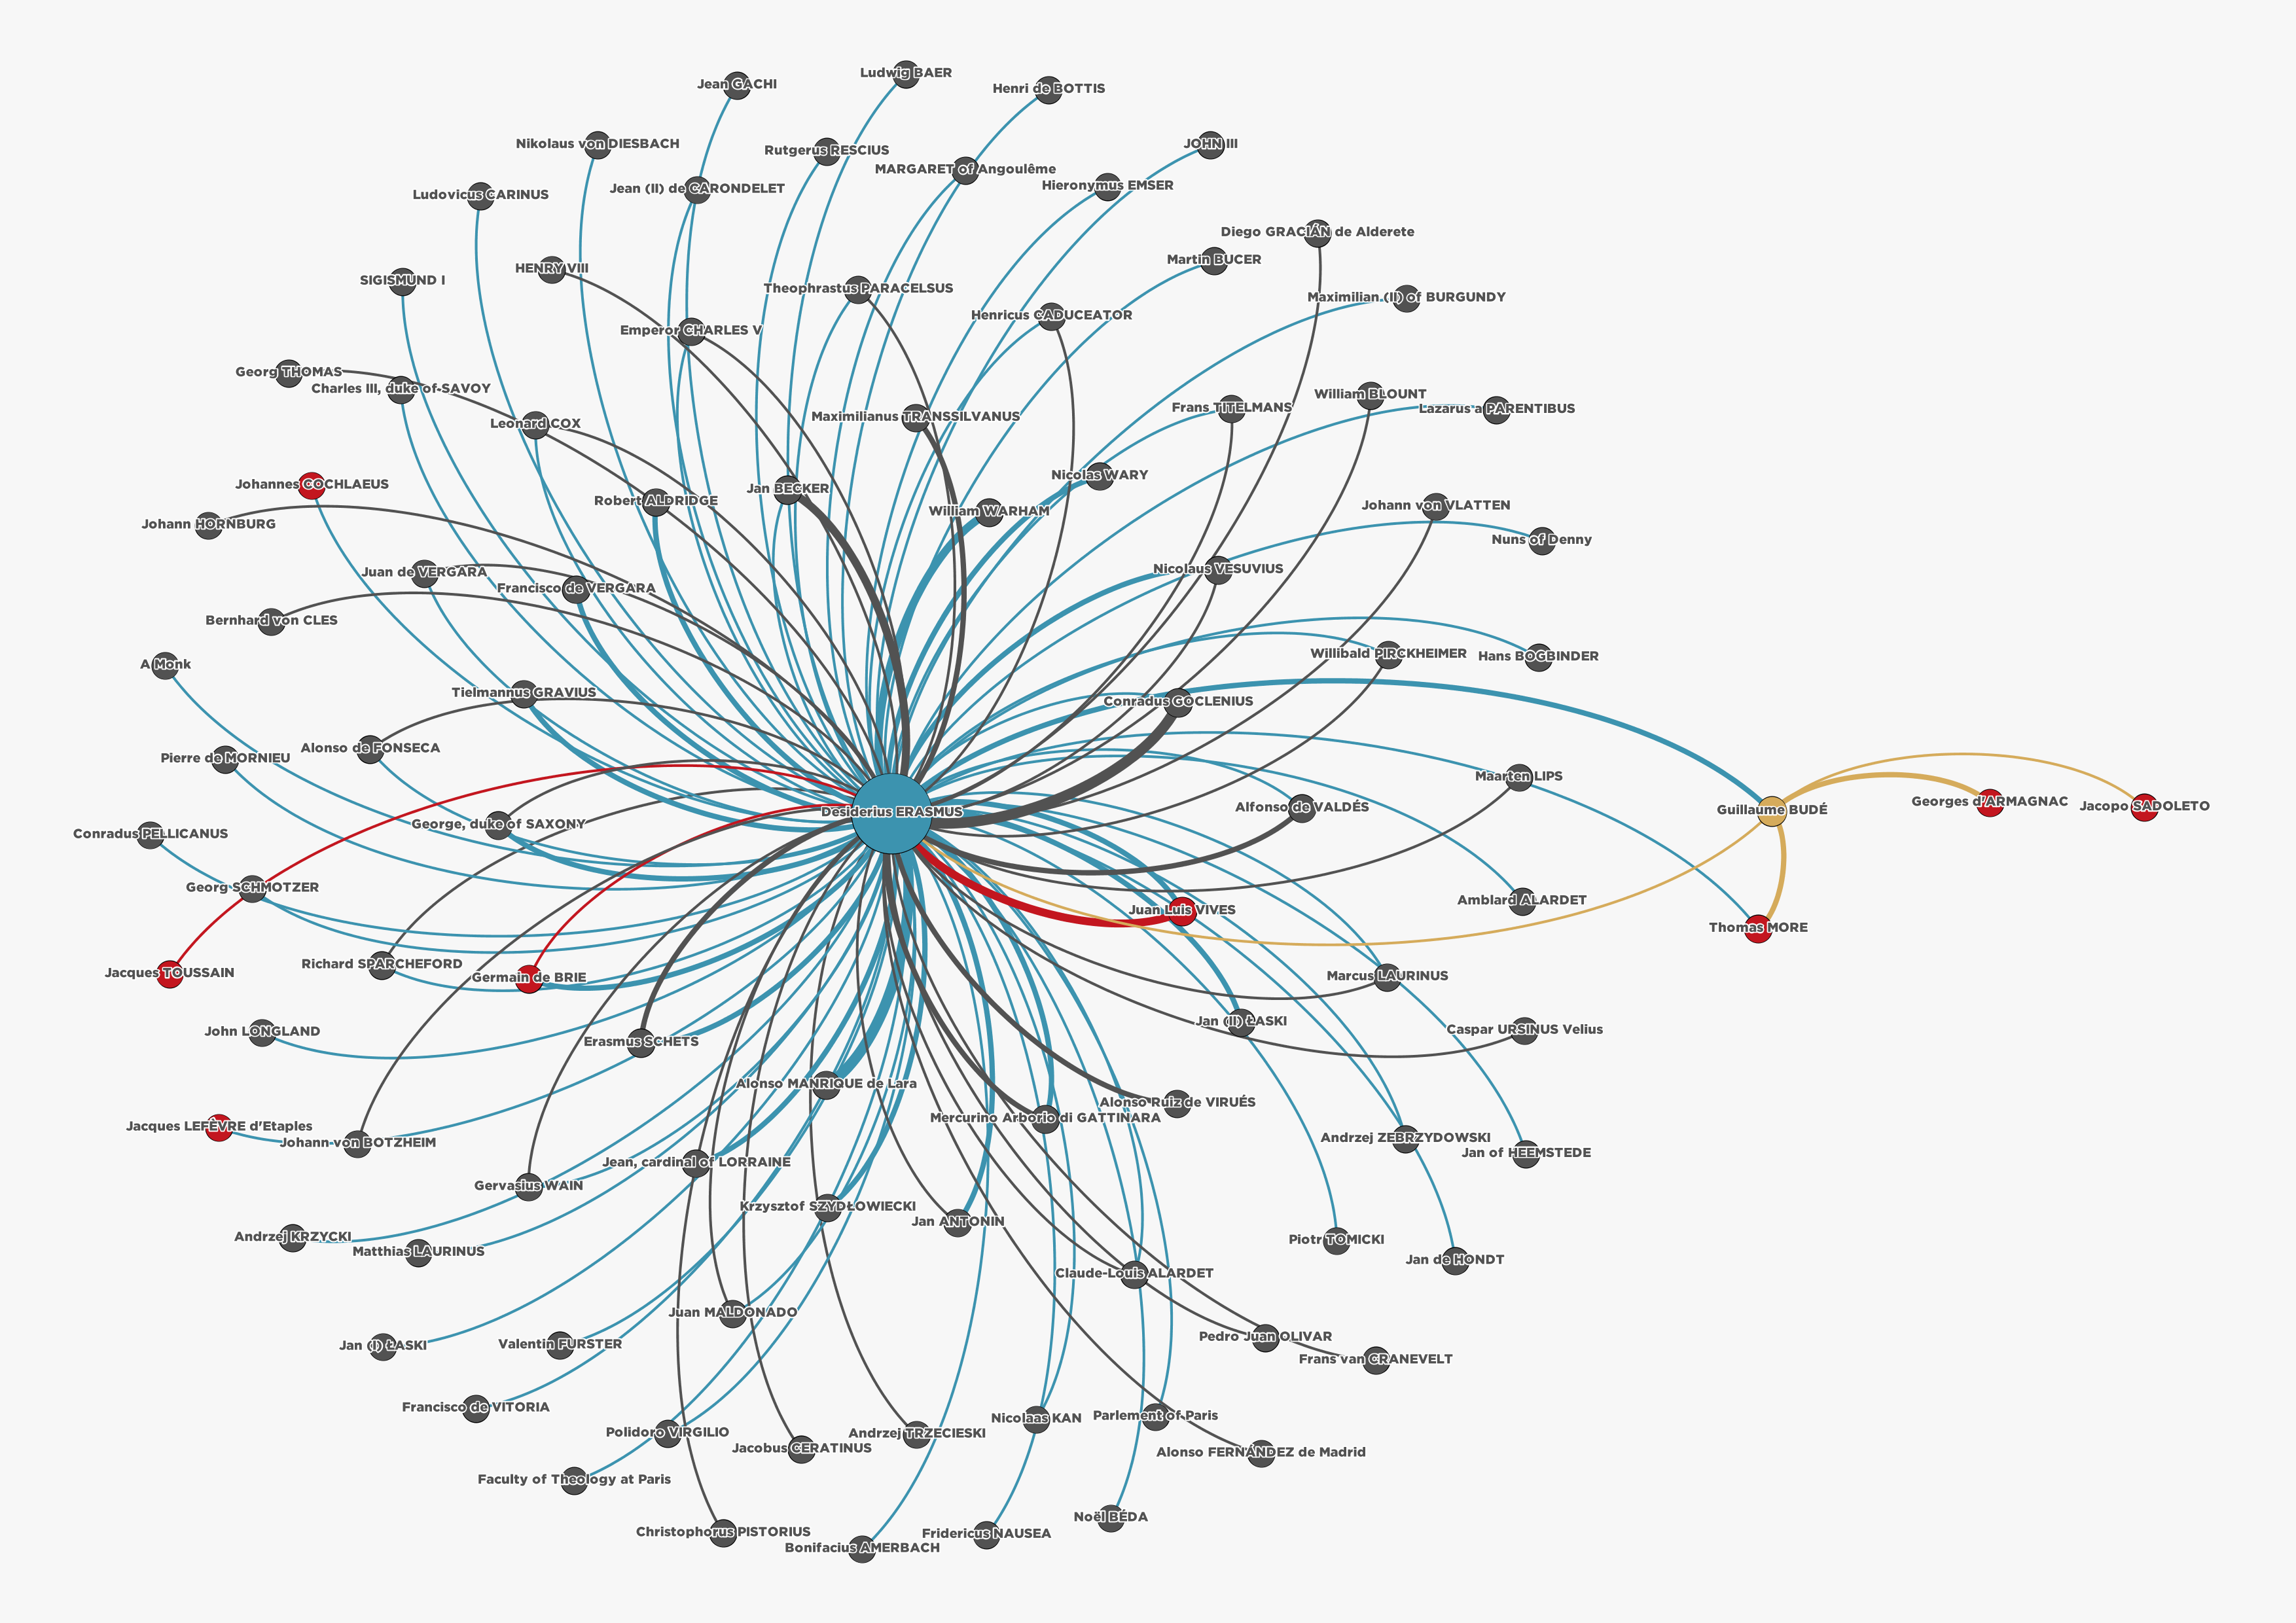 Ludwig BAER
Jean GACHI
Henri de BOTTIS
Nikolaus von DIESBACH
Rutgerus RESCIUS
JOHN III
MARGARET of Angoulême
Hieronymus EMSER
Jean (II) de CARONDELET
Ludovicus CARINUS
Diego GRACIÁN de Alderete
Martin BUCER
HENRY VIII
SIGISMUND I
Theophrastus PARACELSUS
Maximilian (II) of BURGUNDY
Henricus CADUCEATOR
Emperor CHARLES V
Georg THOMAS
Charles III, duke of SAVOY
William BLOUNT
Frans TITELMANS
Lazarus a PARENTIBUS
Maximilianus TRANSSILVANUS
Leonard COX
Nicolas WARY
Johannes COCHLAEUS
Jan BECKER
Robert ALDRIDGE
Johann von VLATTEN
William WARHAM
Johann HORNBURG
Nuns of Denny
Nicolaus VESUVIUS
Juan de VERGARA
Francisco de VERGARA
Bernhard von CLES
Willibald PIRCKHEIMER
Hans BOGBINDER
A Monk
Tielmannus GRAVIUS
Conradus GOCLENIUS
Alonso de FONSECA
Pierre de MORNIEU
Maarten LIPS
Georges d'ARMAGNAC
Jacopo SADOLETO
Alfonso de VALDÉS
Guillaume BUDÉ
Desiderius ERASMUS
George, duke of SAXONY
Conradus PELLICANUS
Georg SCHMOTZER
Amblard ALARDET
Juan Luis VIVES
Thomas MORE
Richard SPARCHEFORD
Jacques TOUSSAIN
Germain de BRIE
Marcus LAURINUS
Jan (II) ŁASKI
Caspar URSINUS Velius
John LONGLAND
Erasmus SCHETS
Alonso MANRIQUE de Lara
Alonso Ruiz de VIRUÉS
Mercurino Arborio di GATTINARA
Jacques LEFÈVRE d'Etaples
Andrzej ZEBRZYDOWSKI
Johann von BOTZHEIM
Jan of HEEMSTEDE
Jean, cardinal of LORRAINE
Gervasius WAIN
Krzysztof SZYDŁOWIECKI
Jan ANTONIN
Andrzej KRZYCKI
Piotr TOMICKI
Matthias LAURINUS
Jan de HONDT
Claude-Louis ALARDET
Juan MALDONADO
Pedro Juan OLIVAR
Jan (I) ŁASKI
Valentin FURSTER
Frans van CRANEVELT
Francisco de VITORIA
Parlement of Paris
Nicolaas KAN
Polidoro VIRGILIO
Andrzej TRZECIESKI
Jacobus CERATINUS
Alonso FERNÁNDEZ de Madrid
Faculty of Theology at Paris
Noël BÉDA
Christophorus PISTORIUS
Fridericus NAUSEA
Bonifacius AMERBACH